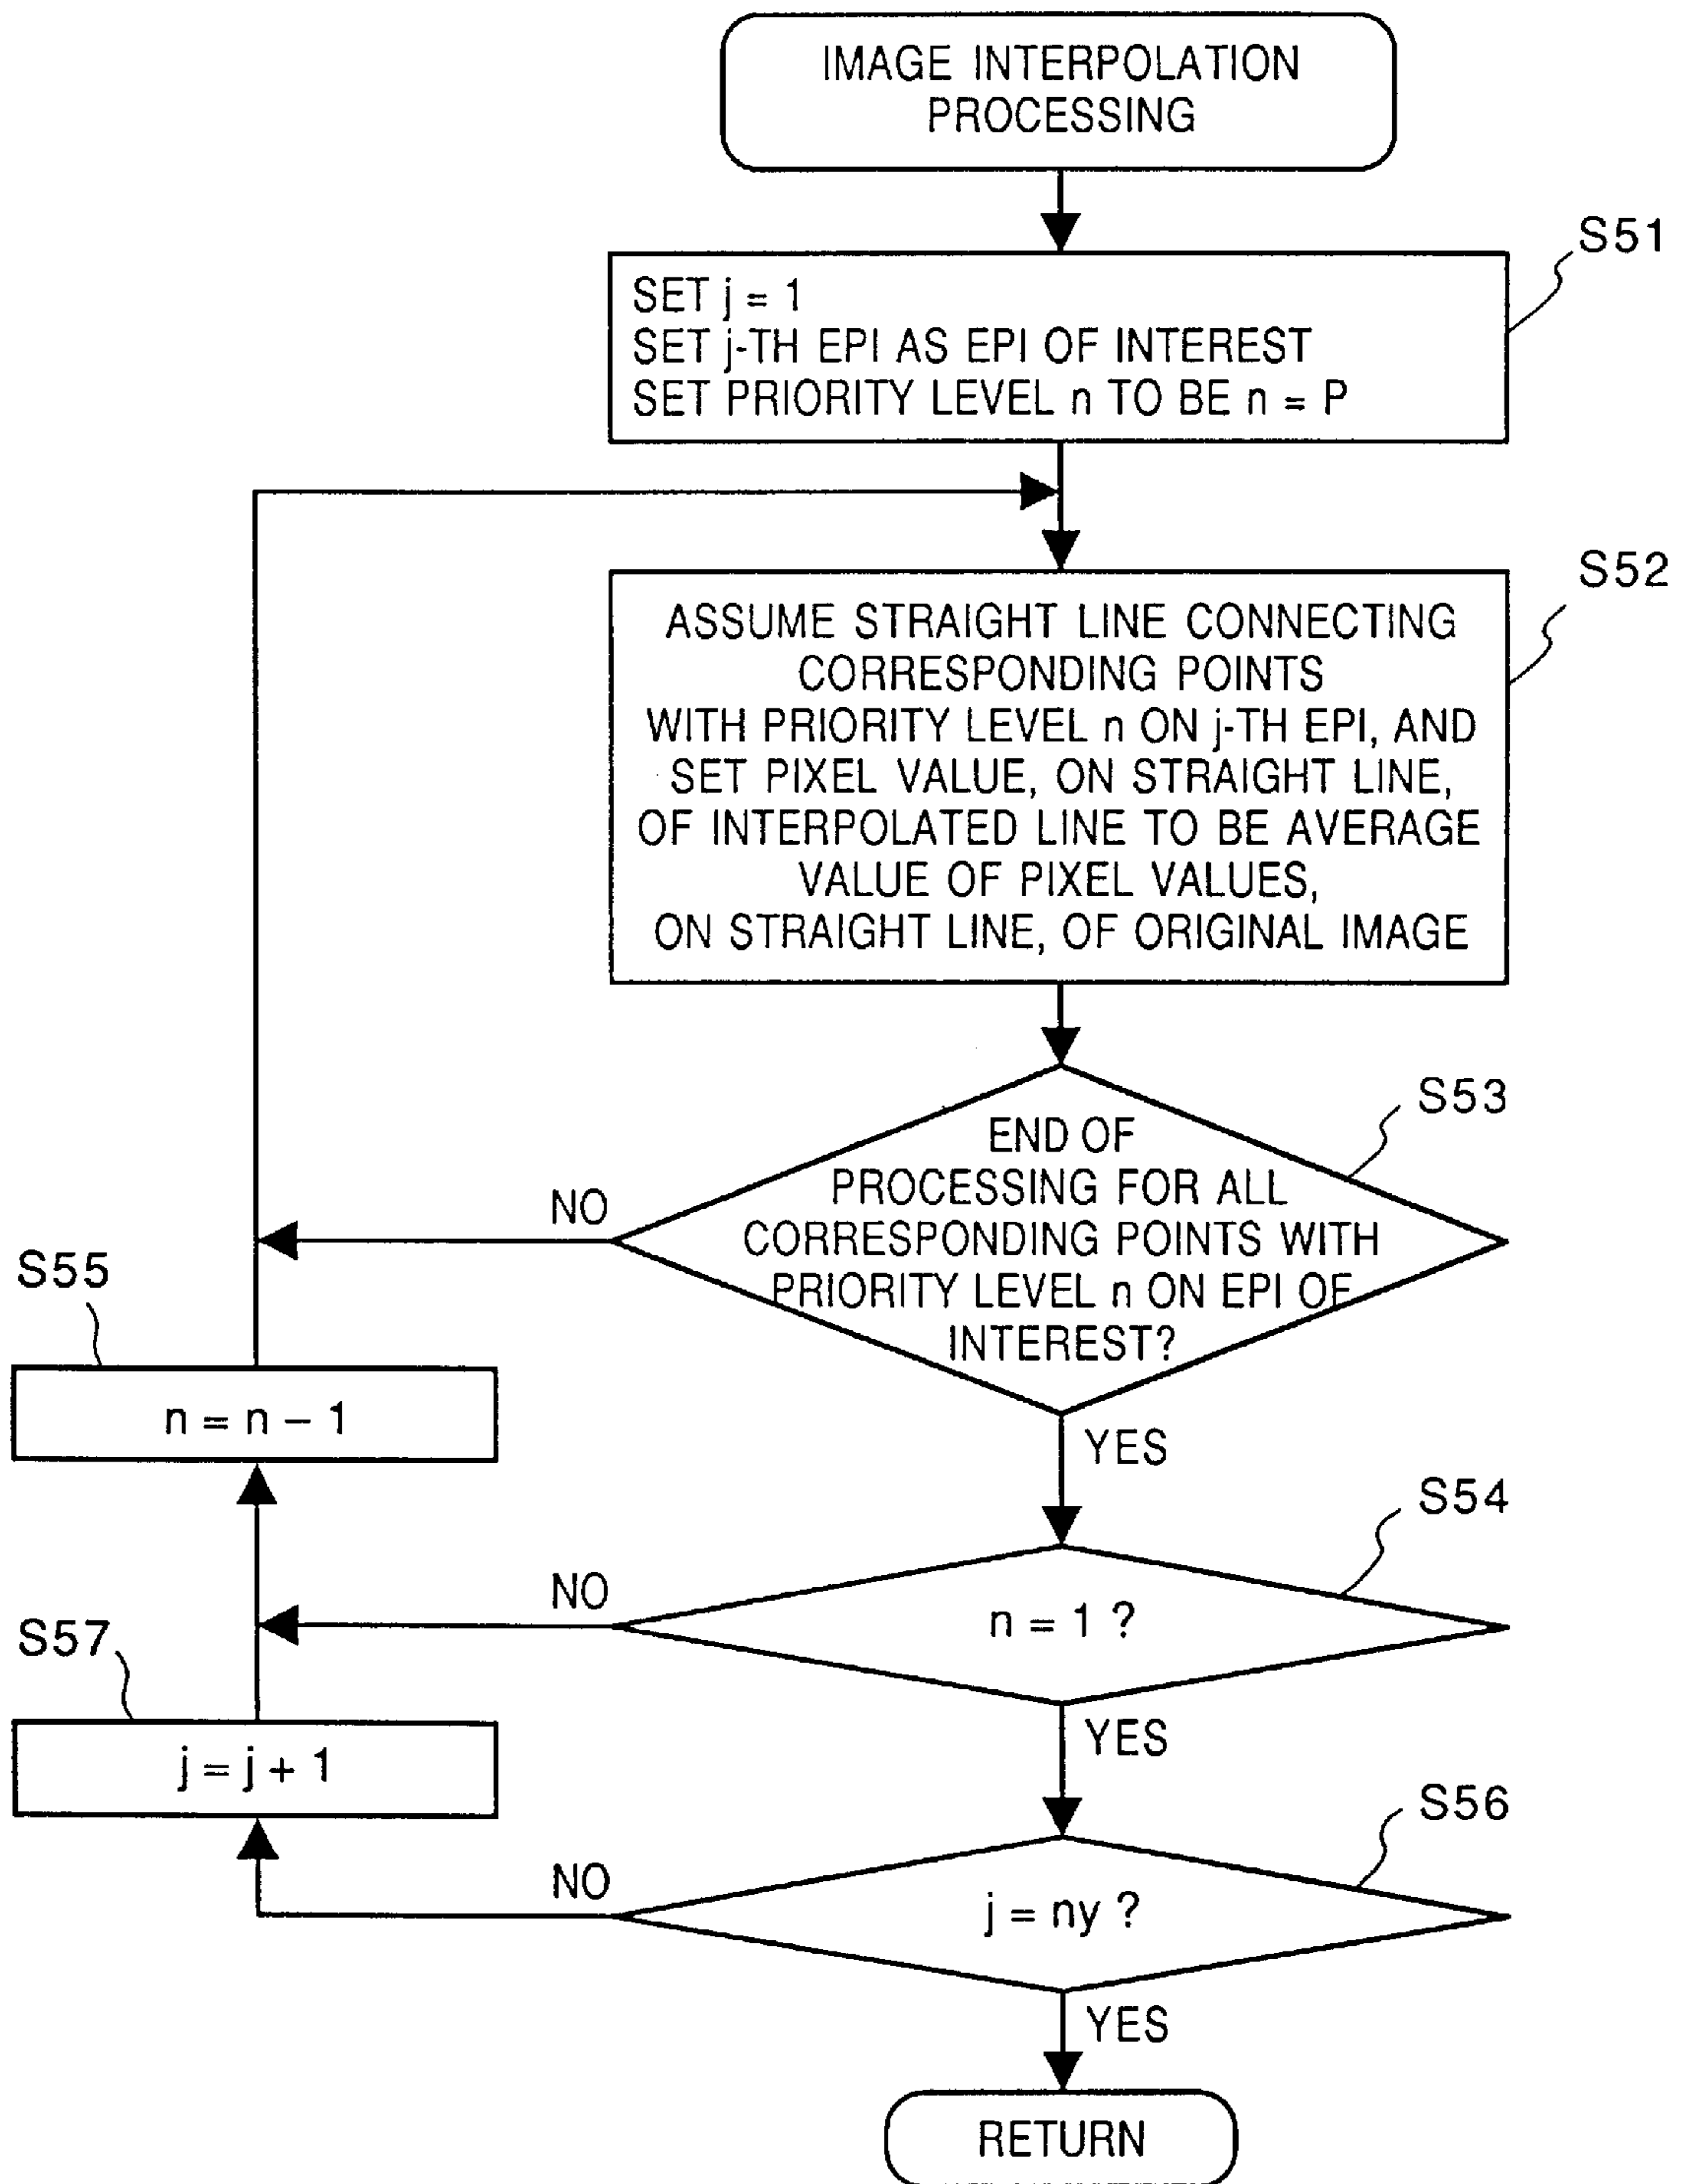 IMAGE INTERPOLATION
PROCESSING
S51
SET j = 1
SET j-TH EPI AS EPI OF INTEREST
SET PRIORITY LEVEL n TO BE n = P
S52
ASSUME STRAIGHT LINE CONNECTING
CORRESPONDING POINTS
WITH PRIORITY LEVEL n ON j-TH EPI, AND
SET PIXEL VALUE, ON STRAIGHT LINE,
OF INTERPOLATED LINE TO BE AVERAGE
VALUE OF PIXEL VALUES,
ON STRAIGHT LINE, OF ORIGINAL IMAGE
S53
END OF
PROCESSING FOR ALL
CORRESPONDING POINTS WITH
PRIORITY LEVEL n ON EPI OF
INTEREST?
NO
S55
n = n – 1
YES
S54
n = 1 ?
NO
S57
j = j + 1
YES
S56
j = ny ?
NO
YES
RETURN